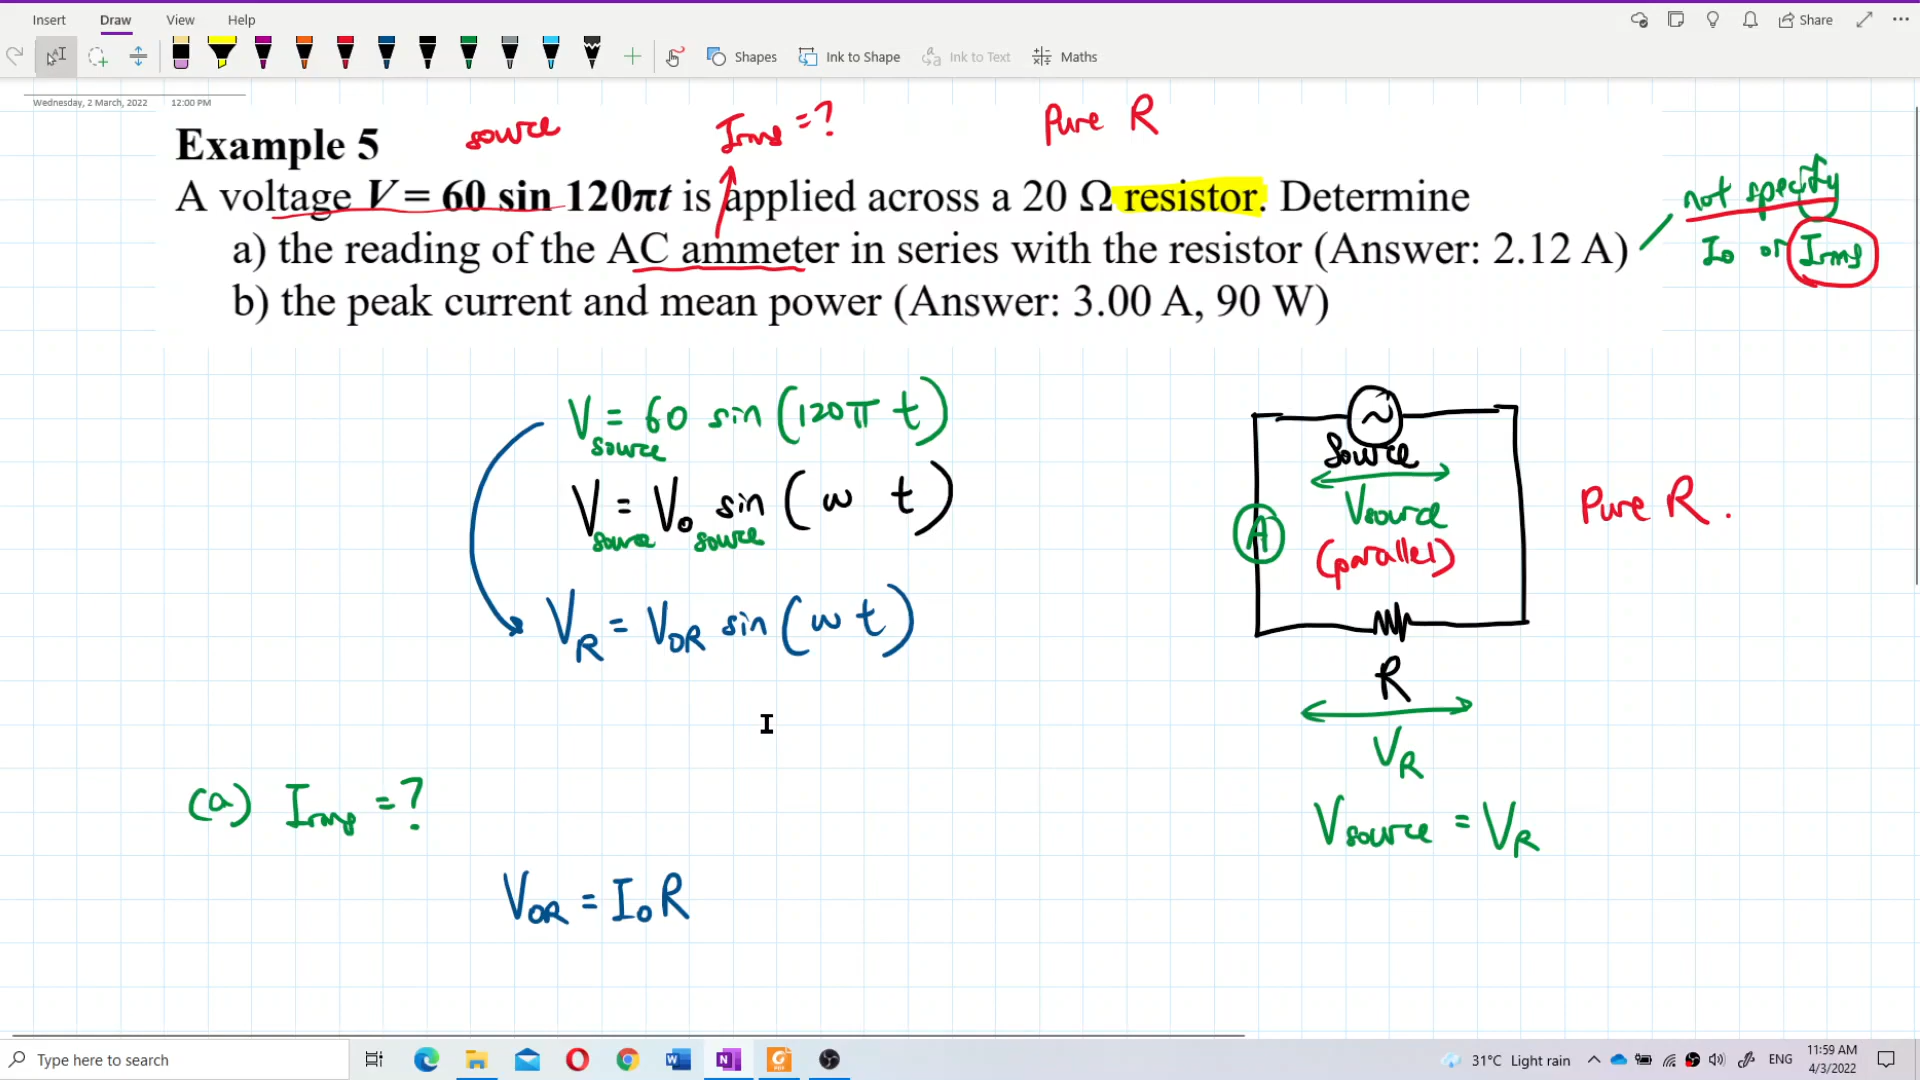 Insert Draw View Help
Share
Shapes Ink to Shape Ink to Text Maths
Wednesday, 2 March, 2022 12:00 PM
source Irms = ? Pure R
Example 5
A voltage V = 60 sin 120πt is applied across a 20 Ω resistor. Determine
a) the reading of the AC ammeter in series with the resistor (Answer: 2.12 A)
b) the peak current and mean power (Answer: 3.00 A, 90 W)
not specify
Io or Irms
V source = 60 sin (120π t)
V source = Vo source sin (ω t)
VR = VoR sin (ω t)
(a) Irms = ?
VoR = Io R
~
Source
Vsource
(parallel)
A
Pure R.
R
VR
Vsource = VR
Type here to search
31°C Light rain
ENG
11:59 AM
4/3/2022